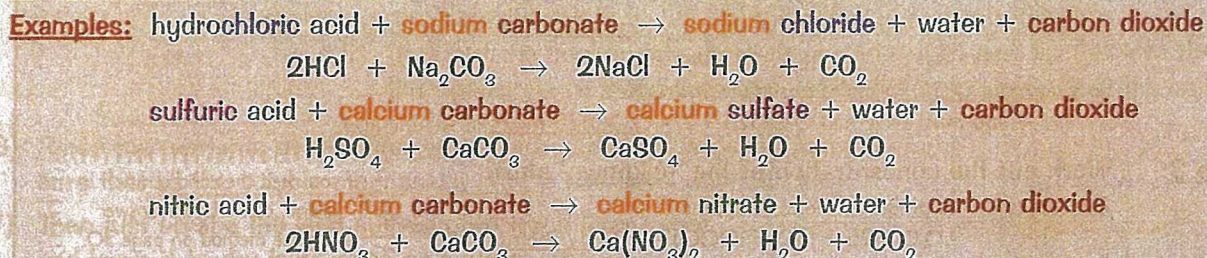 Examples: hydrochloric acid + sodium carbonate → sodium chloride + water + carbon dioxide
2HCl + Na₂CO₃ → 2NaCl + H₂O + CO₂
sulfuric acid + calcium carbonate → calcium sulfate + water + carbon dioxide
H₂SO₄ + CaCO₃ → CaSO₄ + H₂O + CO₂
nitric acid + calcium carbonate → calcium nitrate + water + carbon dioxide
2HNO₃ + CaCO₃ → Ca(NO₃)₂ + H₂O + CO₂